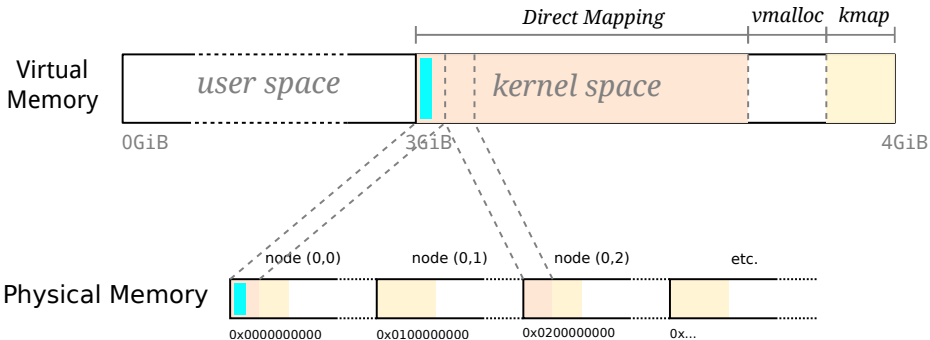 Direct Mapping vmalloc kmap
Virtual Memory
user space
kernel space
0GiB 3GiB 4GiB
node (0,0) node (0,1) node (0,2) etc.
Physical Memory
0x0000000000 0x0100000000 0x0200000000 0x...